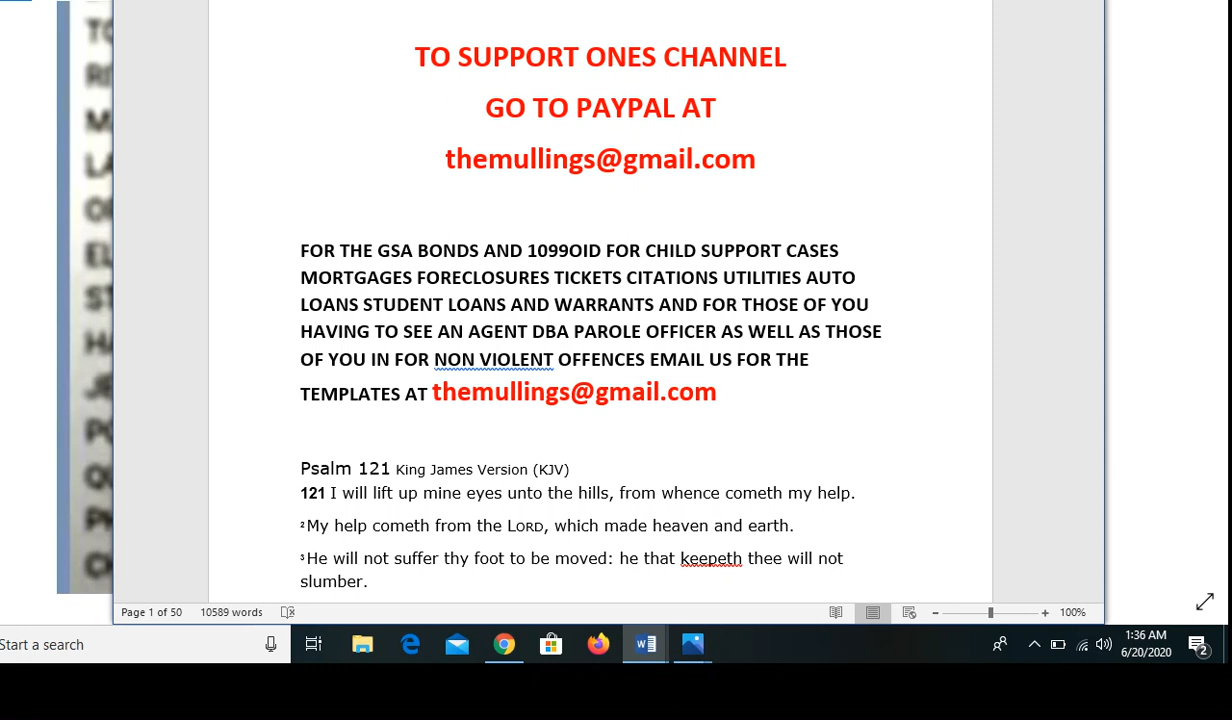 TO SUPPORT ONES CHANNEL
GO TO PAYPAL AT
themullings@gmail.com
FOR THE GSA BONDS AND 1099OID FOR CHILD SUPPORT CASES
MORTGAGES FORECLOSURES TICKETS CITATIONS UTILITIES AUTO
LOANS STUDENT LOANS AND WARRANTS AND FOR THOSE OF YOU
HAVING TO SEE AN AGENT DBA PAROLE OFFICER AS WELL AS THOSE
OF YOU IN FOR NON VIOLENT OFFENCES EMAIL US FOR THE
TEMPLATES AT themullings@gmail.com
Psalm 121 King James Version (KJV)
121 I will lift up mine eyes unto the hills, from whence cometh my help.
2 My help cometh from the LORD, which made heaven and earth.
3 He will not suffer thy foot to be moved: he that keepeth thee will not
slumber.
Page 1 of 50 10589 words 100%
Start a search
1:36 AM
6/20/2020
2